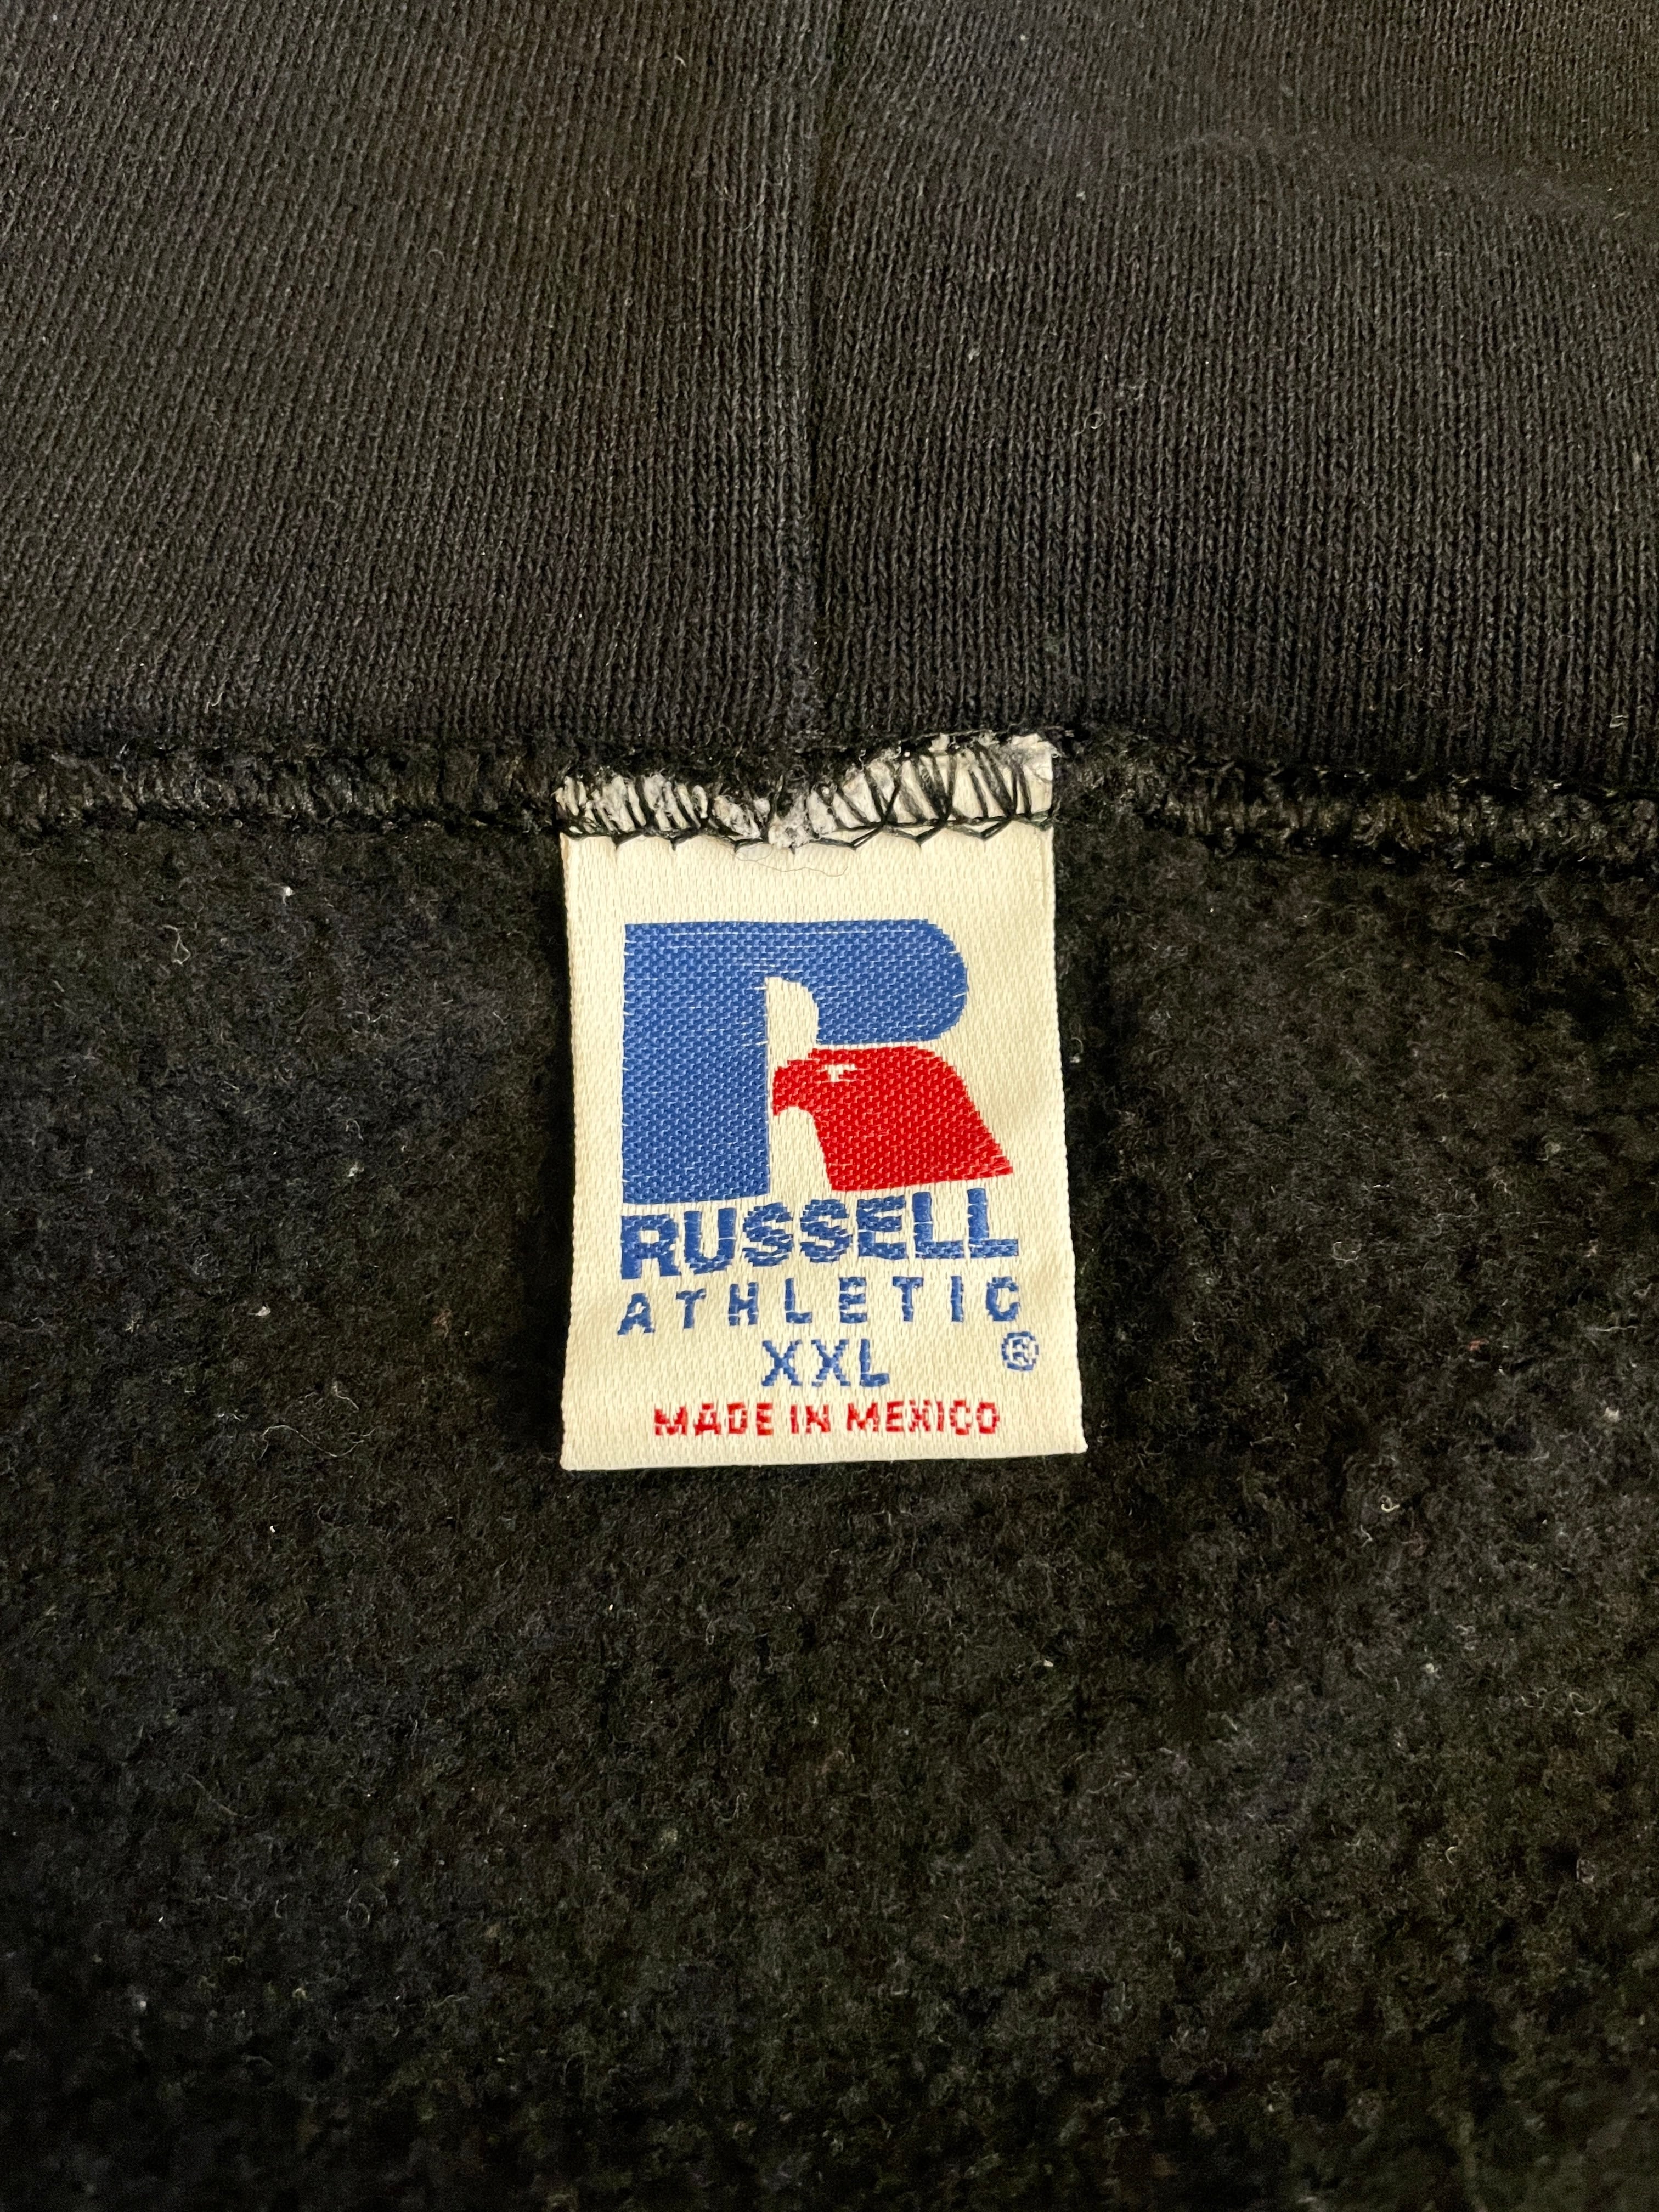 RUSSELL
ATHLETIC
XXL ®
MADE IN MEXICO